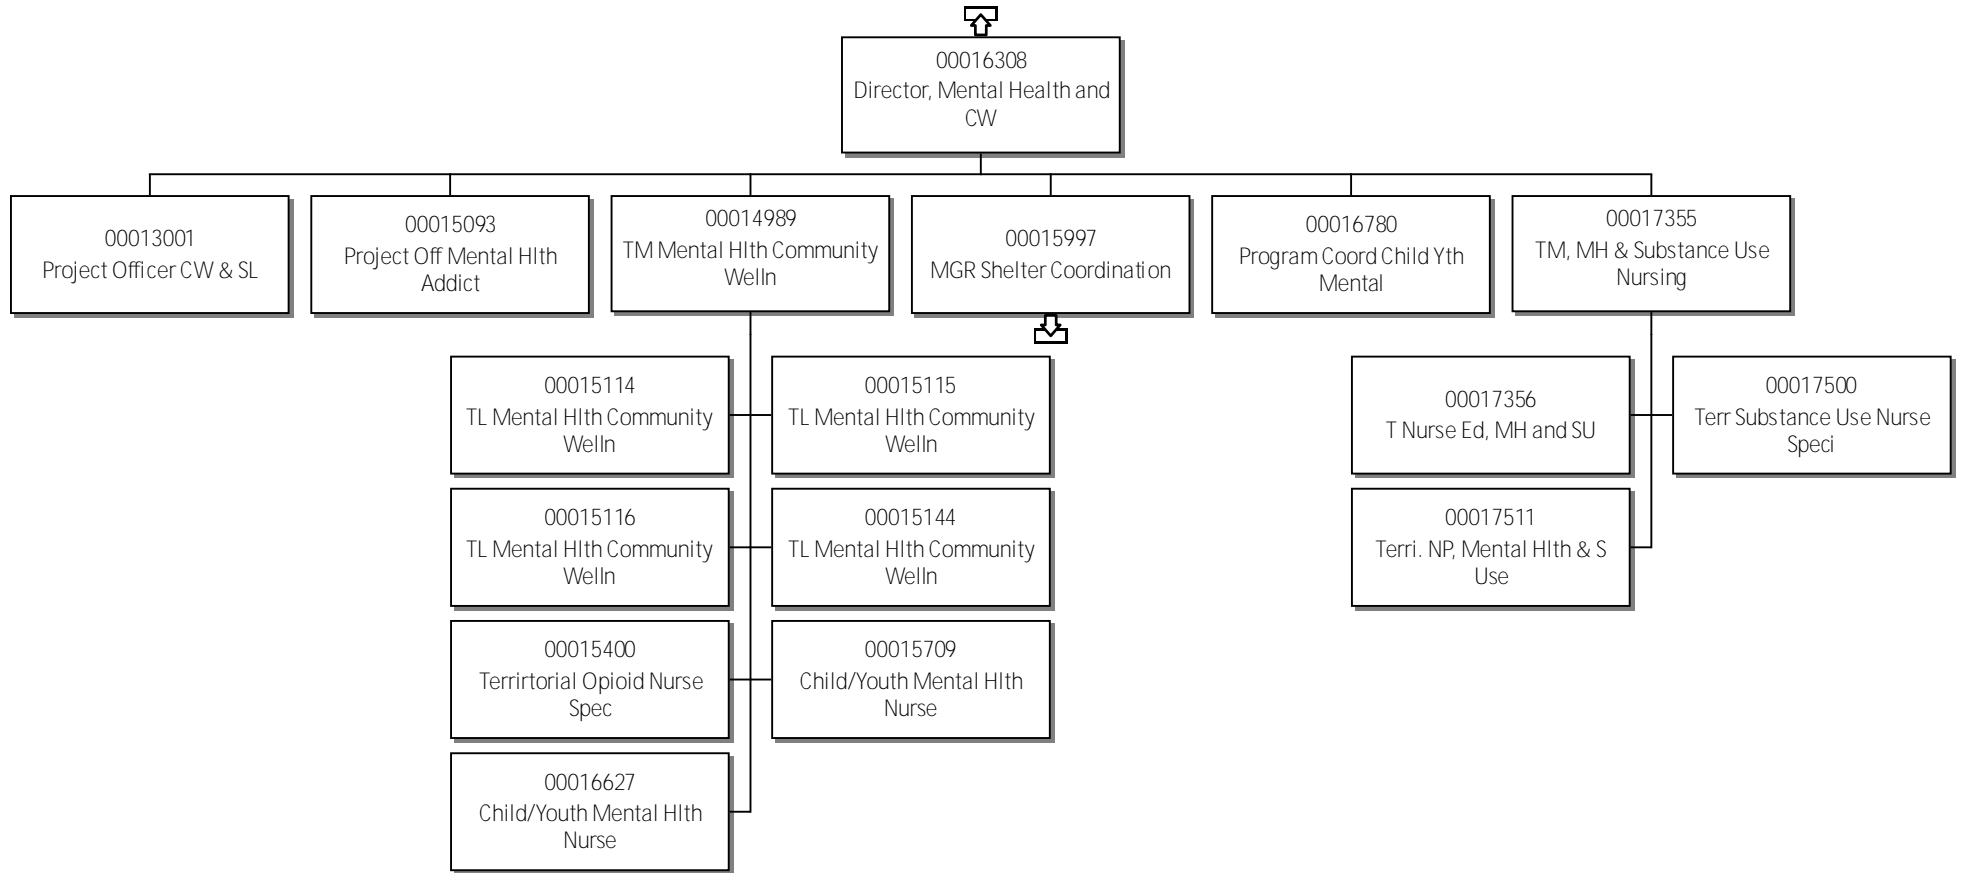 00016308
Director, Mental Health and
CW
00013001
Project Officer CW & SL
00015093
Project Off Mental Hlth
Addict
00014989
TM Mental Hlth Community
Welln
00015997
MGR Shelter Coordination
00016780
Program Coord Child Yth
Mental
00017355
TM, MH & Substance Use
Nursing
00015114
TL Mental Hlth Community
Welln
00015115
TL Mental Hlth Community
Welln
00017356
T Nurse Ed, MH and SU
00017500
Terr Substance Use Nurse
Speci
00015116
TL Mental Hlth Community
Welln
00015144
TL Mental Hlth Community
Welln
00017511
Terri. NP, Mental Hlth & S
Use
00015400
Terrirtorial Opioid Nurse
Spec
00015709
Child/Youth Mental Hlth
Nurse
00016627
Child/Youth Mental Hlth
Nurse